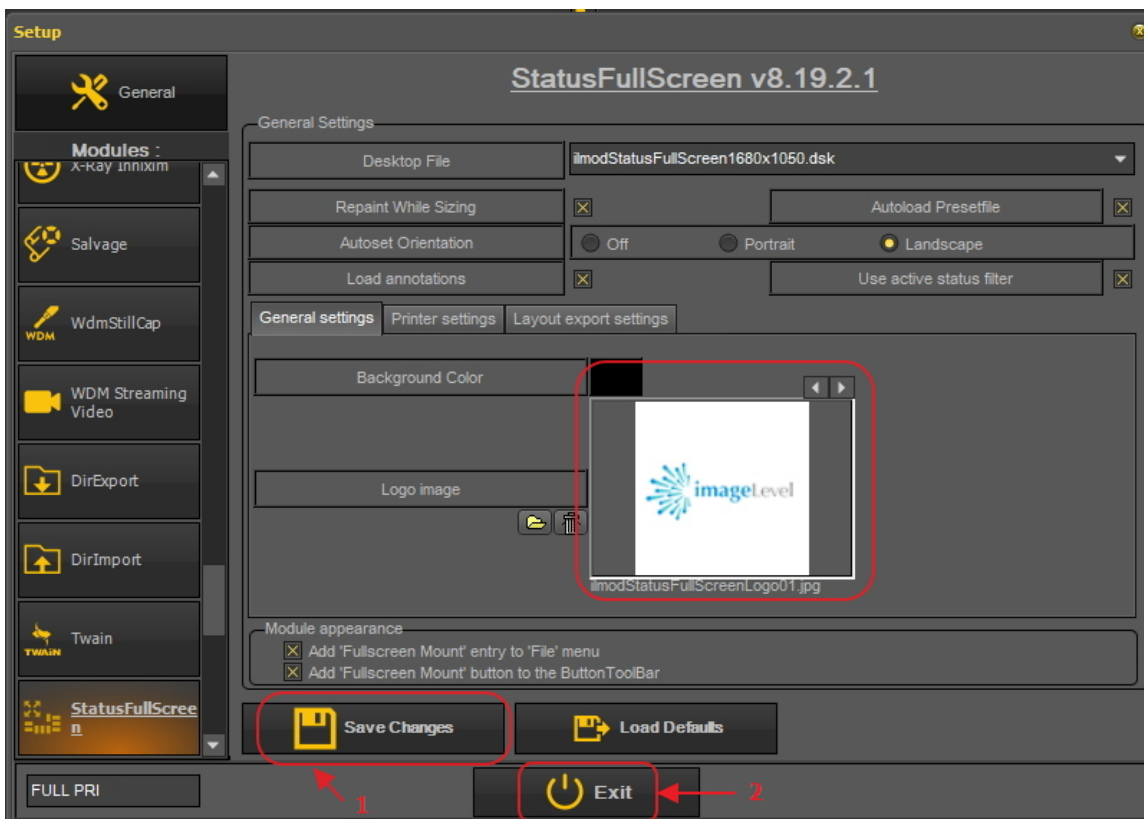 Setup
General
Modules :
X-Ray Innixim
Salvage
WDM
WdmStillCap
WDM Streaming
Video
DirExport
DirImport
TWAIN
Twain
StatusFullScree
n
FULL PRI
StatusFullScreen v8.19.2.1
General Settings
Desktop File
ilmodStatusFullScreen1680x1050.dsk
Repaint While Sizing
Autoload Presetfile
Autoset Orientation
Off
Portrait
Landscape
Load annotations
Use active status filter
General settings
Printer settings
Layout export settings
Background Color
Logo image
imageLevel
ilmodStatusFullScreenLogo01.jpg
Module appearance
Add 'Fullscreen Mount' entry to 'File' menu
Add 'Fullscreen Mount' button to the ButtonToolBar
Save Changes
Load Defaults
1
Exit
2